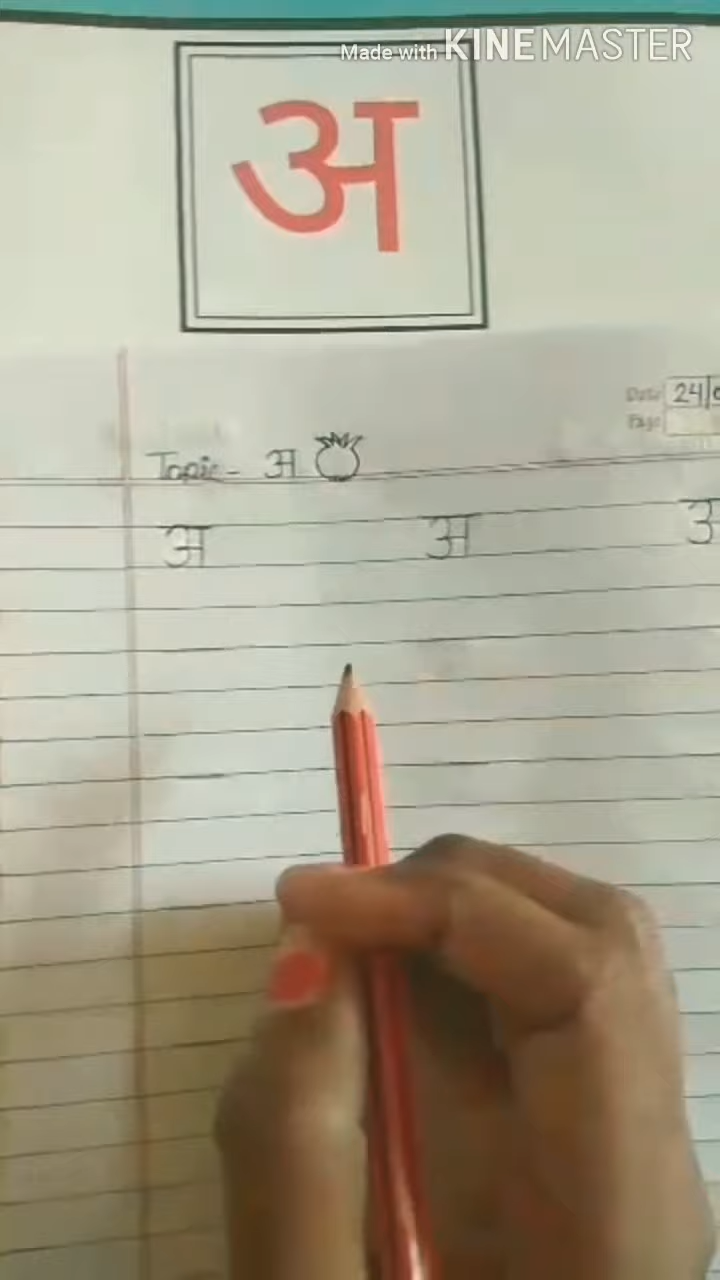 Made with KINEMASTER
अ
Date 24/
Page
Topic - अ
अ अ अ